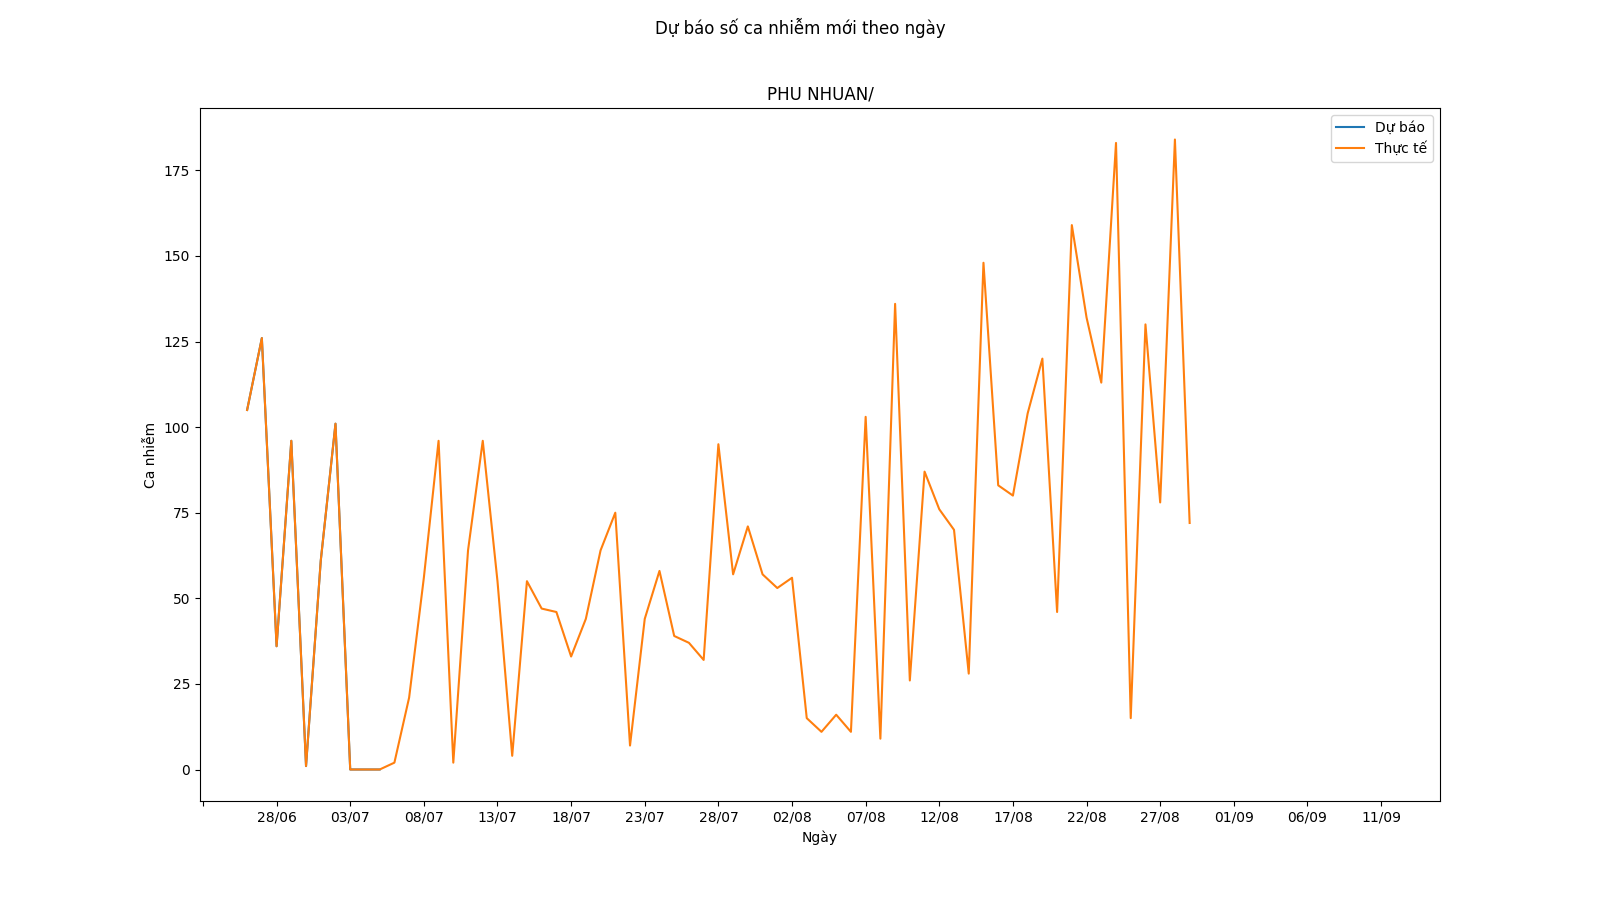 Dự báo số ca nhiễm mới theo ngày
PHU NHUAN/
Dự báo
Thực tế
175
150
125
100
75
50
25
0
Ca nhiễm
28/06 03/07 08/07 13/07 18/07 23/07 28/07 02/08 07/08 12/08 17/08 22/08 27/08 01/09 06/09 11/09
Ngày